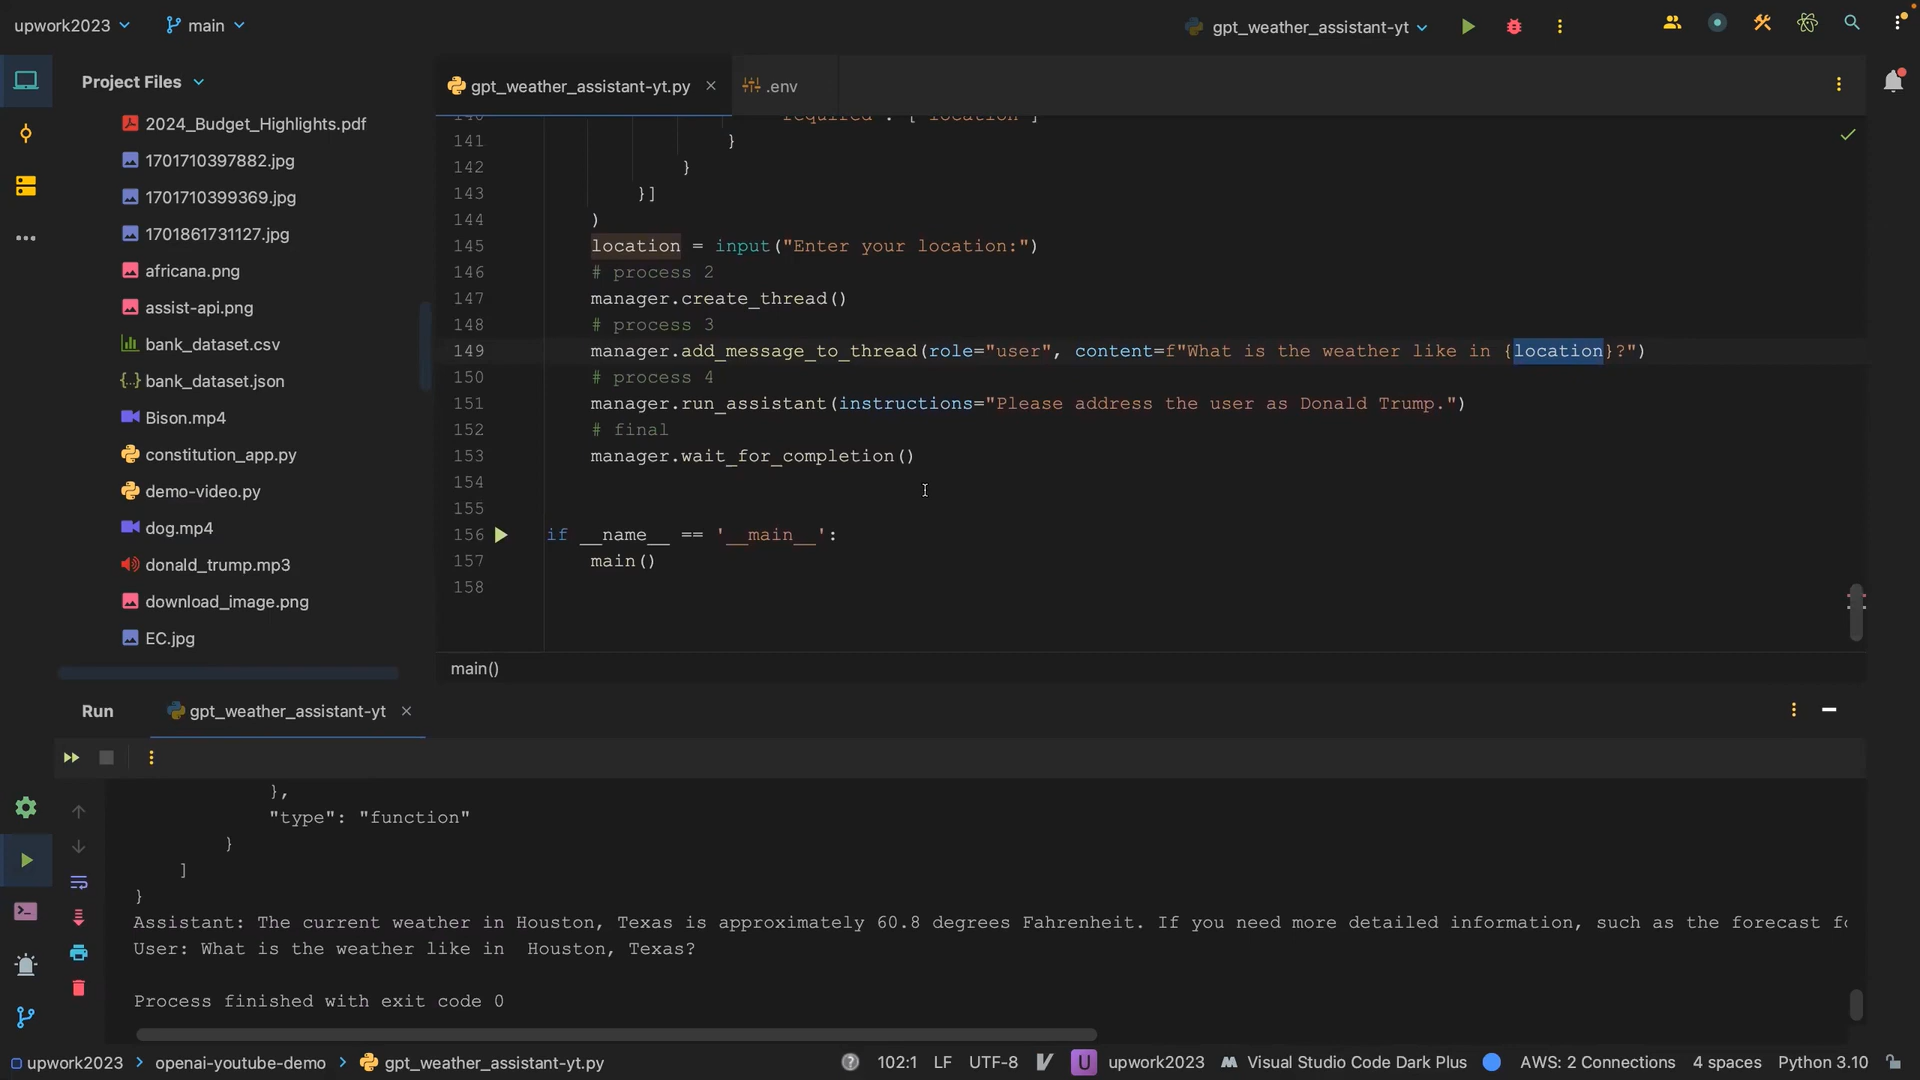 upwork2023
main
gpt_weather_assistant-yt
Project Files
gpt_weather_assistant-yt.py
.env
2024_Budget_Highlights.pdf
1701710397882.jpg
1701710399369.jpg
1701861731127.jpg
africana.png
assist-api.png
bank_dataset.csv
bank_dataset.json
Bison.mp4
constitution_app.py
demo-video.py
dog.mp4
donald_trump.mp3
download_image.png
EC.jpg
140 "required": ["location"]
141 }
142 }
143 }]
144 )
145 location = input("Enter your location:")
146 # process 2
147 manager.create_thread()
148 # process 3
149 manager.add_message_to_thread(role="user", content=f"What is the weather like in {location}?")
150 # process 4
151 manager.run_assistant(instructions="Please address the user as Donald Trump.")
152 # final
153 manager.wait_for_completion()
154
155
156 if __name__ == '__main__':
157 main()
158
main()
Run
gpt_weather_assistant-yt
},
"type": "function"
}
]
}
Assistant: The current weather in Houston, Texas is approximately 60.8 degrees Fahrenheit. If you need more detailed information, such as the forecast
User: What is the weather like in  Houston, Texas?
Process finished with exit code 0
upwork2023 > openai-youtube-demo > gpt_weather_assistant-yt.py
102:1 LF UTF-8 U upwork2023 Visual Studio Code Dark Plus AWS: 2 Connections 4 spaces Python 3.10